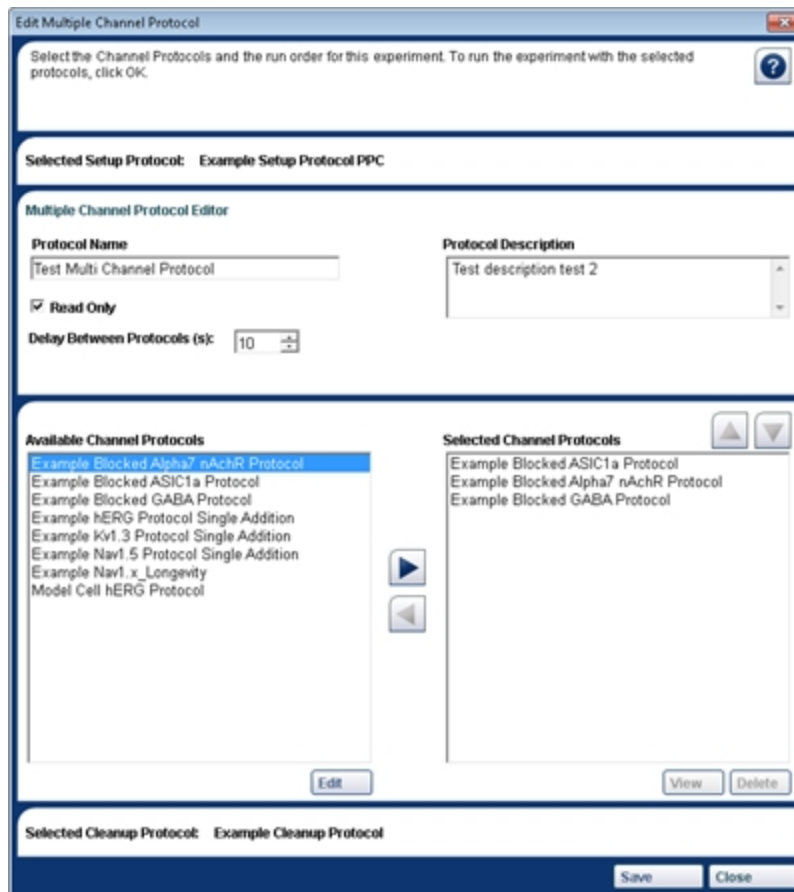 Edit Multiple Channel Protocol
Select the Channel Protocols and the run order for this experiment. To run the experiment with the selected
protocols, click OK.
?
Selected Setup Protocol: Example Setup Protocol PPC
Multiple Channel Protocol Editor
Protocol Name
Test Multi Channel Protocol
Read Only
Delay Between Protocols (s): 10
Protocol Description
Test description test 2
Available Channel Protocols
Example Blocked Alpha7 nAchR Protocol
Example Blocked ASIC1a Protocol
Example Blocked GABA Protocol
Example hERG Protocol Single Addition
Example Kv1.3 Protocol Single Addition
Example Nav1.5 Protocol Single Addition
Example Nav1.x_Longevity
Model Cell hERG Protocol
Edit
Selected Channel Protocols
Example Blocked ASIC1a Protocol
Example Blocked Alpha7 nAchR Protocol
Example Blocked GABA Protocol
View Delete
Selected Cleanup Protocol: Example Cleanup Protocol
Save Close